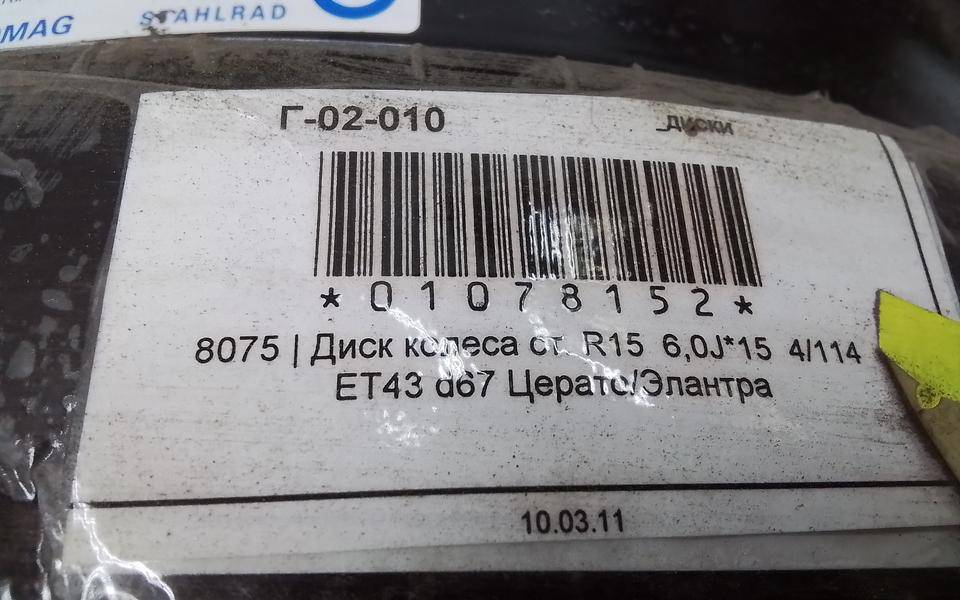 OMAG STAHLRAD
Г-02-010 диски
*01078152*
8075 | Диск колеса ст R15 6,0J*15 4/114
ET43 d67 Церато/Элантра
10.03.11